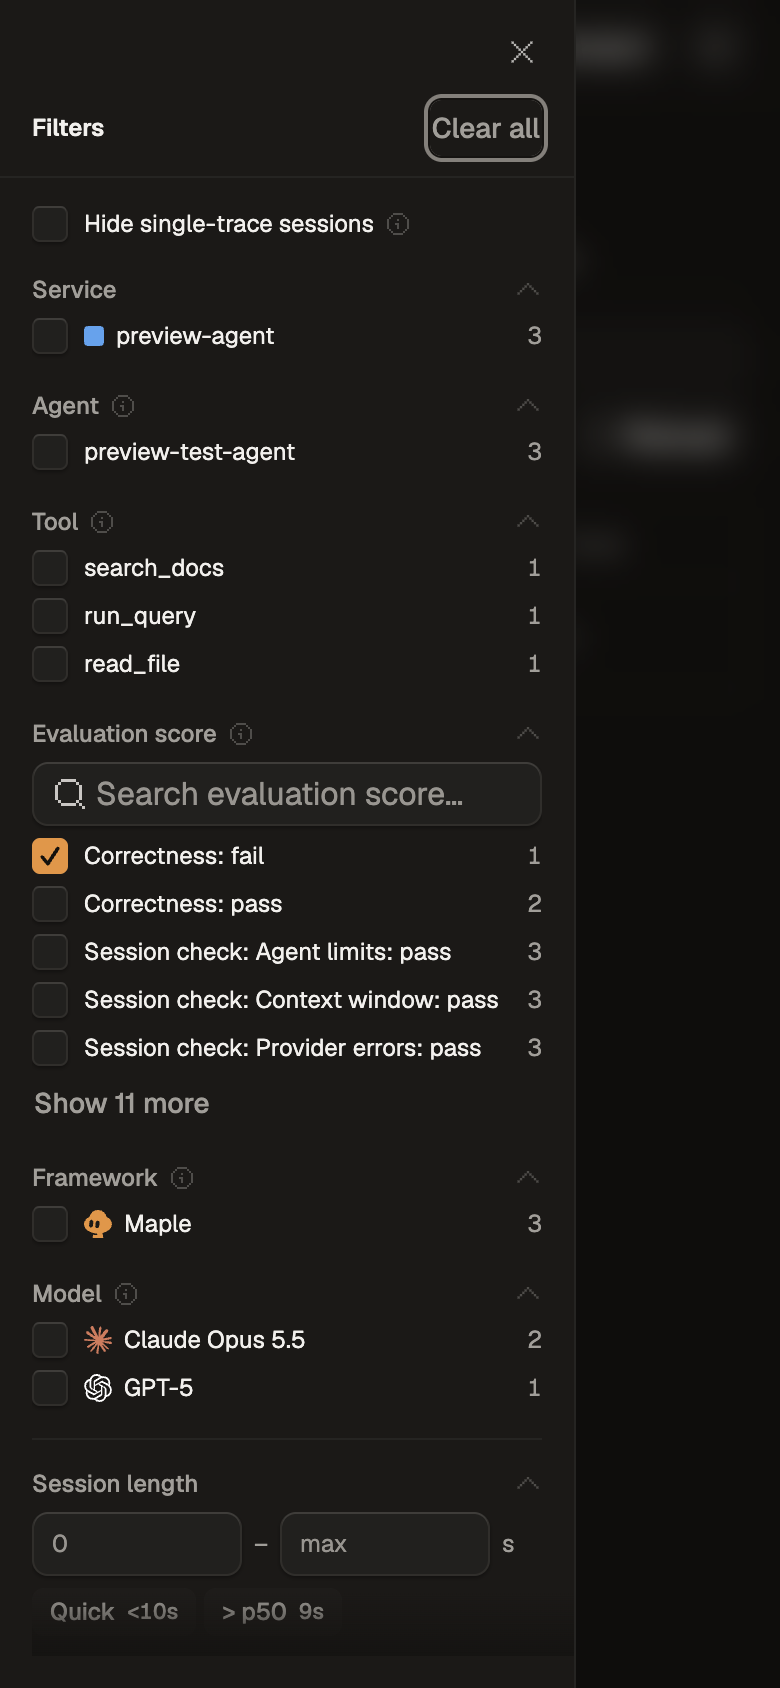 Filters
Clear all
Hide single-trace sessions
Service
preview-agent 3
Agent
preview-test-agent 3
Tool
search_docs 1
run_query 1
read_file 1
Evaluation score
Search evaluation score...
Correctness: fail 1
Correctness: pass 2
Session check: Agent limits: pass 3
Session check: Context window: pass 3
Session check: Provider errors: pass 3
Show 11 more
Framework
Maple 3
Model
Claude Opus 5.5 2
GPT-5 1
Session length
0 – max s
Quick <10s > p50 9s